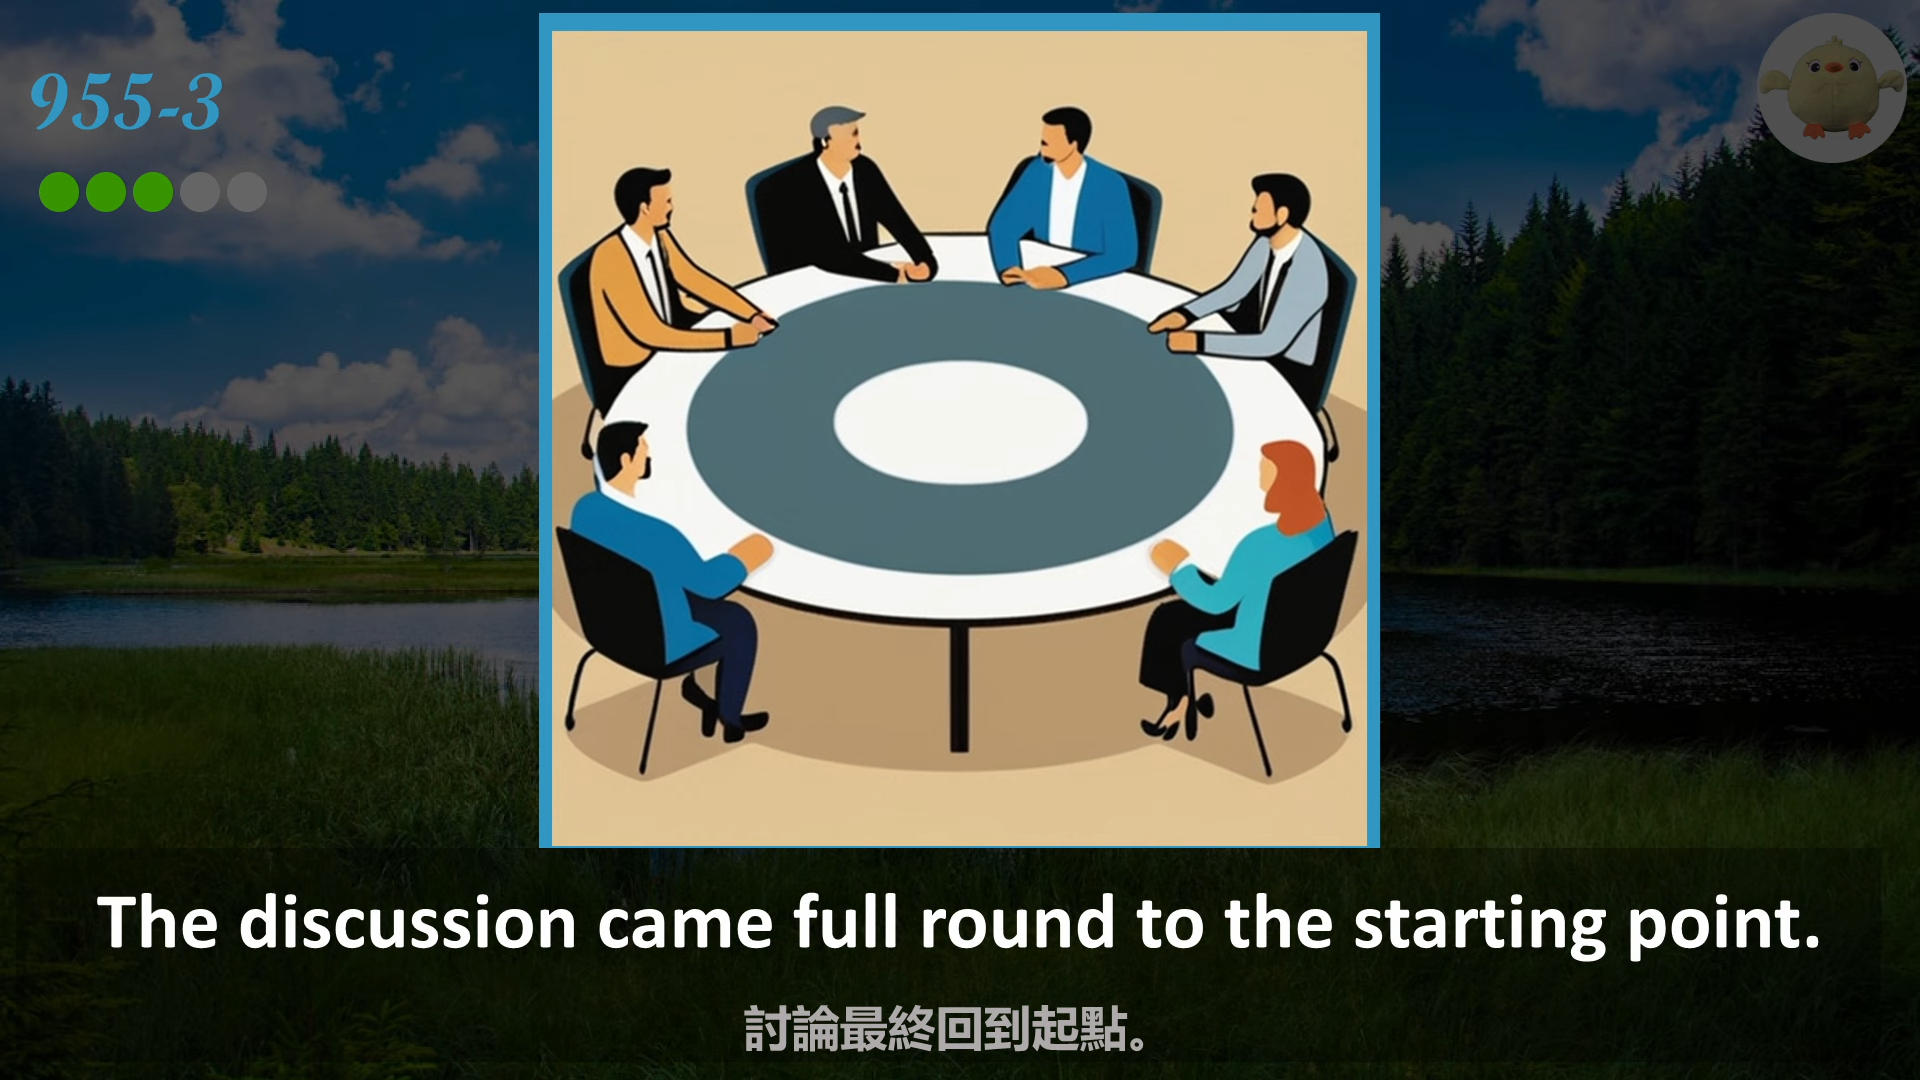 955-3
The discussion came full round to the starting point.
討論最終回到起點。